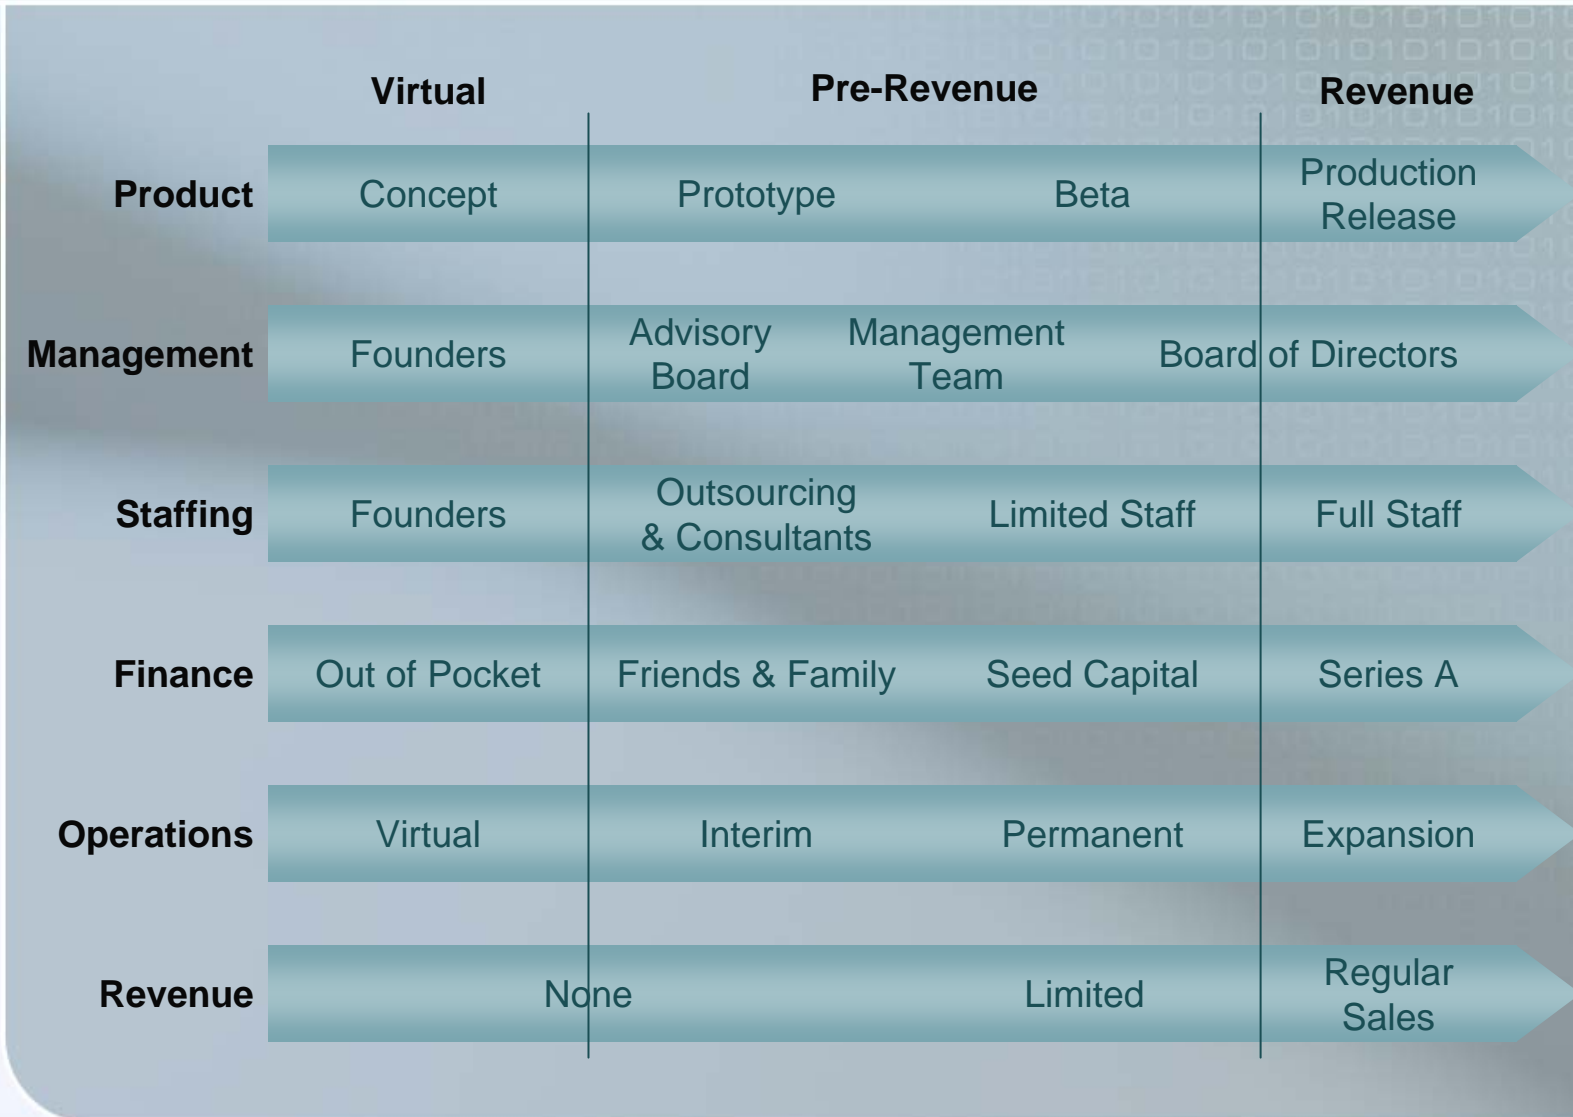 Virtual
Pre-Revenue
Revenue
Product
Concept
Prototype
Beta
Production
Release
Management
Founders
Advisory
Board
Management
Team
Board of Directors
Staffing
Founders
Outsourcing
& Consultants
Limited Staff
Full Staff
Finance
Out of Pocket
Friends & Family
Seed Capital
Series A
Operations
Virtual
Interim
Permanent
Expansion
Revenue
None
Limited
Regular
Sales